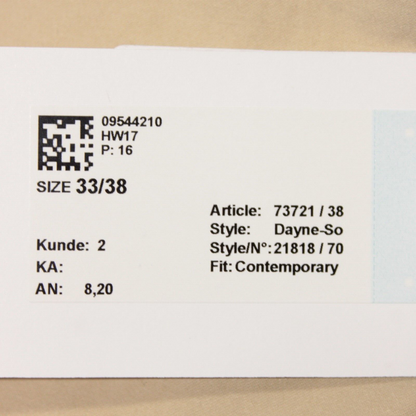 09544210
HW17
P: 16
SIZE 33/38
Article: 73721 / 38
Style: Dayne-So
Kunde: 2
Style/N°: 21818 / 70
KA:
Fit: Contemporary
AN: 8,20